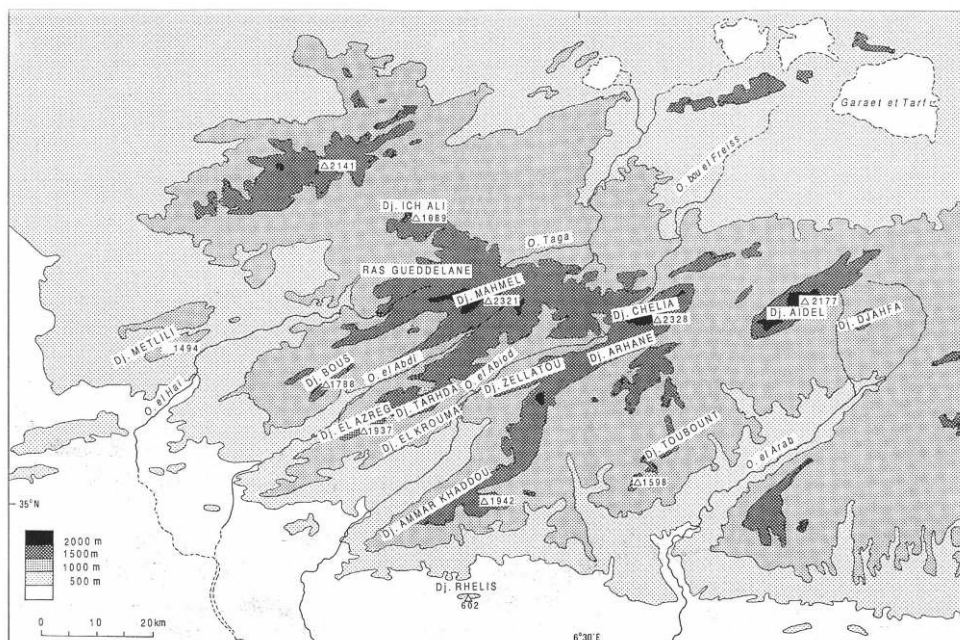 Garaet et Tarf
O. bou el Freiss
△2141
Dj. ICH ALI
△1889
O. Taga
RAS GUEDDELANE
Dj. MAHMEL
△2321
Dj. CHELIA
△2328
△2177
Dj. AIDEL
Dj. DJAHFA
Dj. METLILI
1494
Dj. BOUS
△1788
O. el Abdi
O. el Abiod
Dj. ARHANE
Dj. ZELLATOU
Dj. TARHDA
O. el Hai
Dj. EL AZREG
△1937
Dj. EL KROUMA
Dj. TOUBOUNT
△1598
O. el Arab
Dj. AMMAR KHADDOU
△1942
35°N
2000 m
1500 m
1000 m
500 m
Dj. RHELIS
△
602
0 10 20km
6°30'E